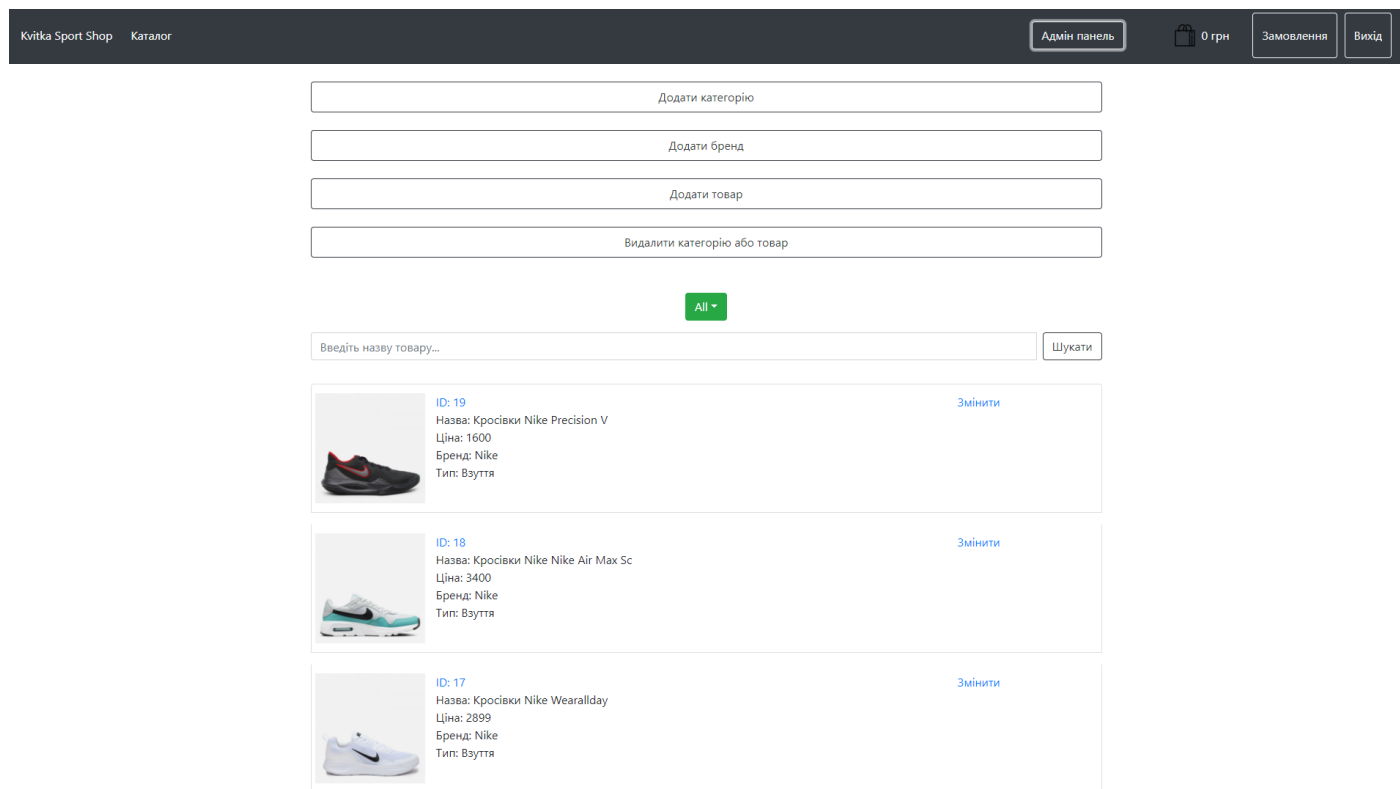 Kvitka Sport Shop Каталог Адмін панель 0 грн Замовлення Вихід
Додати категорію
Додати бренд
Додати товар
Видалити категорію або товар
All
Введіть назву товару... Шукати
ID: 19 Змінити
Назва: Кросівки Nike Precision V
Ціна: 1600
Бренд: Nike
Тип: Взуття
ID: 18 Змінити
Назва: Кросівки Nike Nike Air Max Sc
Ціна: 3400
Бренд: Nike
Тип: Взуття
ID: 17 Змінити
Назва: Кросівки Nike Wearallday
Ціна: 2899
Бренд: Nike
Тип: Взуття